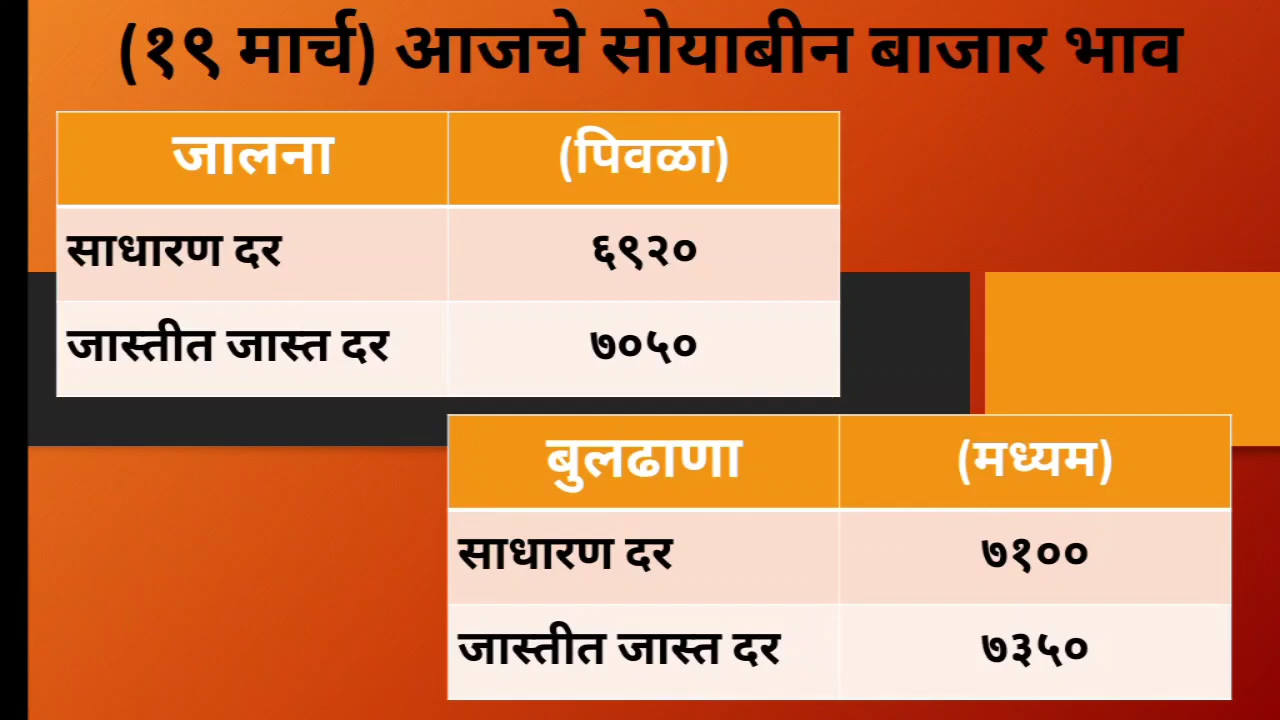 (१९ मार्च) आजचे सोयाबीन बाजार भाव
जालना (पिवळा)
साधारण दर ६९२०
जास्तीत जास्त दर ७०५०
बुलढाणा (मध्यम)
साधारण दर ७१००
जास्तीत जास्त दर ७३५०